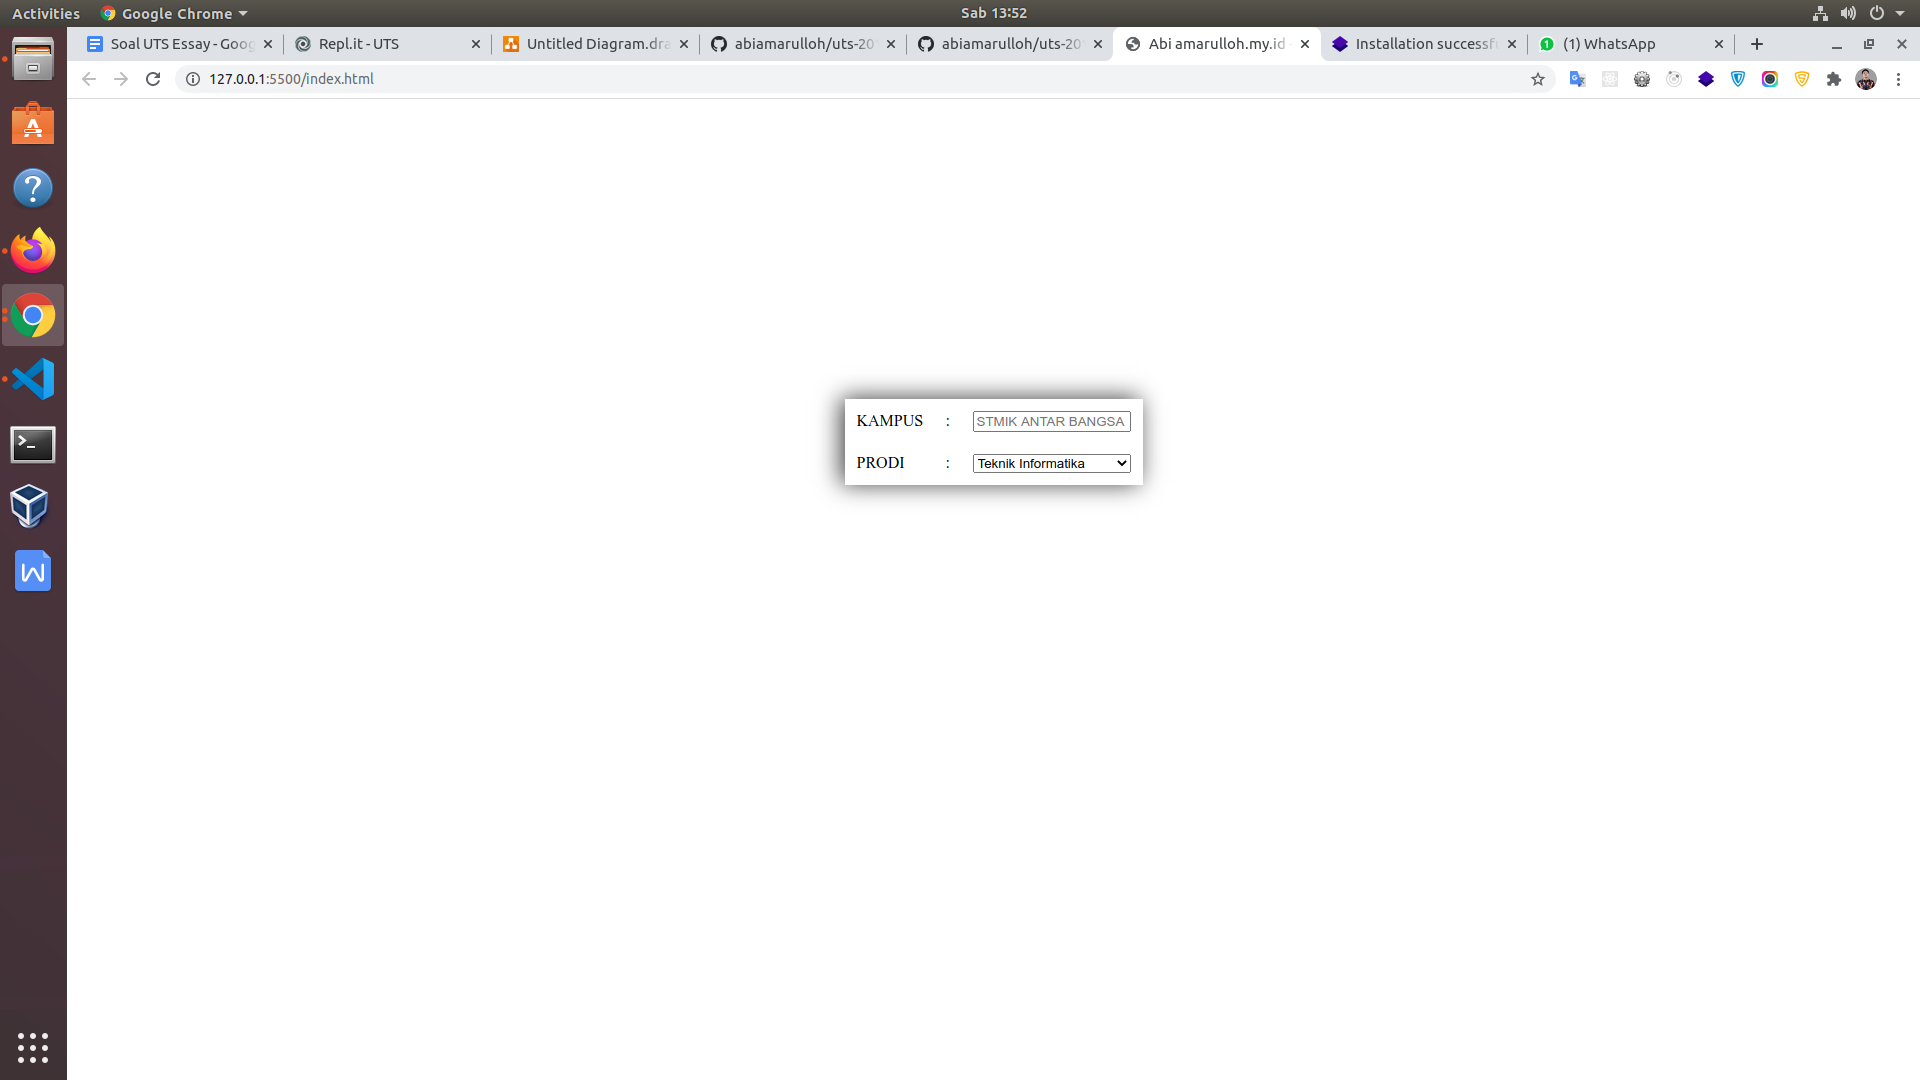 Activities Google Chrome Sab 13:52
Soal UTS Essay - Goog Repl.it - UTS Untitled Diagram.dra abiamarulloh/uts-20 abiamarulloh/uts-20 Abi amarulloh.my.id Installation successfu (1) WhatsApp
127.0.0.1:5500/index.html
KAMPUS : STMIK ANTAR BANGSA
PRODI : Teknik Informatika